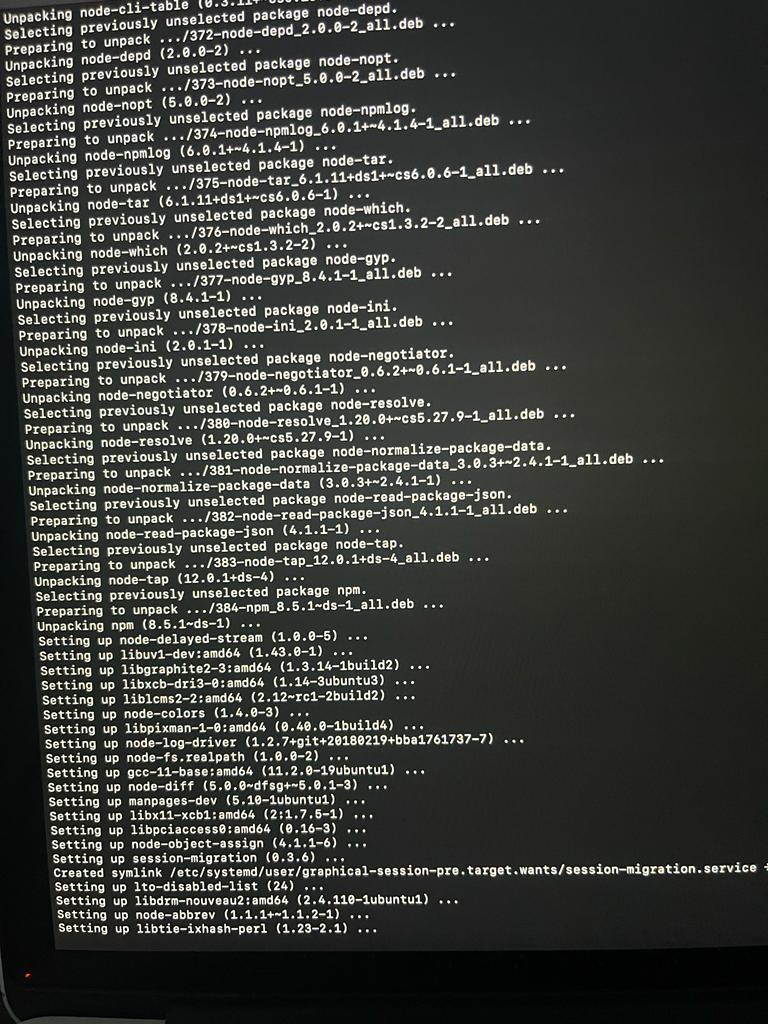 Unpacking node-cli-table (0.3.11+
Selecting previously unselected package node-depd.
Preparing to unpack .../372-node-depd_2.0.0-2_all.deb ...
Unpacking node-depd (2.0.0-2) ...
Selecting previously unselected package node-nopt.
Preparing to unpack .../373-node-nopt_5.0.0-2_all.deb ...
Unpacking node-nopt (5.0.0-2) ...
Selecting previously unselected package node-npmlog.
Preparing to unpack .../374-node-npmlog_6.0.1+~4.1.4-1_all.deb ...
Unpacking node-npmlog (6.0.1+~4.1.4-1) ...
Selecting previously unselected package node-tar.
Preparing to unpack .../375-node-tar_6.1.11+ds1+~cs6.0.6-1_all.deb ...
Unpacking node-tar (6.1.11+ds1+~cs6.0.6-1) ...
Selecting previously unselected package node-which.
Preparing to unpack .../376-node-which_2.0.2+~cs1.3.2-2_all.deb ...
Unpacking node-which (2.0.2+~cs1.3.2-2) ...
Selecting previously unselected package node-gyp.
Preparing to unpack .../377-node-gyp_8.4.1-1_all.deb ...
Unpacking node-gyp (8.4.1-1) ...
Selecting previously unselected package node-ini.
Preparing to unpack .../378-node-ini_2.0.1-1_all.deb ...
Unpacking node-ini (2.0.1-1) ...
Selecting previously unselected package node-negotiator.
Preparing to unpack .../379-node-negotiator_0.6.2+~0.6.1-1_all.deb ...
Unpacking node-negotiator (0.6.2+~0.6.1-1) ...
Selecting previously unselected package node-resolve.
Preparing to unpack .../380-node-resolve_1.20.0+~cs5.27.9-1_all.deb ...
Unpacking node-resolve (1.20.0+~cs5.27.9-1) ...
Selecting previously unselected package node-normalize-package-data.
Preparing to unpack .../381-node-normalize-package-data_3.0.3+~2.4.1-1_all.deb ...
Unpacking node-normalize-package-data (3.0.3+~2.4.1-1) ...
Selecting previously unselected package node-read-package-json.
Preparing to unpack .../382-node-read-package-json_4.1.1-1_all.deb ...
Unpacking node-read-package-json (4.1.1-1) ...
Selecting previously unselected package node-tap.
Preparing to unpack .../383-node-tap_12.0.1+ds-4_all.deb ...
Unpacking node-tap (12.0.1+ds-4) ...
Selecting previously unselected package npm.
Preparing to unpack .../384-npm_8.5.1~ds-1_all.deb ...
Unpacking npm (8.5.1~ds-1) ...
Setting up node-delayed-stream (1.0.0-5) ...
Setting up libuv1-dev:amd64 (1.43.0-1) ...
Setting up libgraphite2-3:amd64 (1.3.14-1build2) ...
Setting up libxcb-dri3-0:amd64 (1.14-3ubuntu3) ...
Setting up liblcms2-2:amd64 (2.12~rc1-2build2) ...
Setting up node-colors (1.4.0-3) ...
Setting up libpixman-1-0:amd64 (0.40.0-1build4) ...
Setting up node-log-driver (1.2.7+git+20180219+bba1761737-7) ...
Setting up node-fs.realpath (1.0.0-2) ...
Setting up gcc-11-base:amd64 (11.2.0-19ubuntu1) ...
Setting up node-diff (5.0.0~dfsg+~5.0.1-3) ...
Setting up manpages-dev (5.10-1ubuntu1) ...
Setting up libx11-xcb1:amd64 (2:1.7.5-1) ...
Setting up libpciaccess0:amd64 (0.16-3) ...
Setting up node-object-assign (4.1.1-6) ...
Setting up session-migration (0.3.6) ...
Created symlink /etc/systemd/user/graphical-session-pre.target.wants/session-migration.service
Setting up lto-disabled-list (24) ...
Setting up libdrm-nouveau2:amd64 (2.4.110-1ubuntu1) ...
Setting up node-abbrev (1.1.1+~1.1.2-1) ...
Setting up libtie-ixhash-perl (1.23-2.1) ...